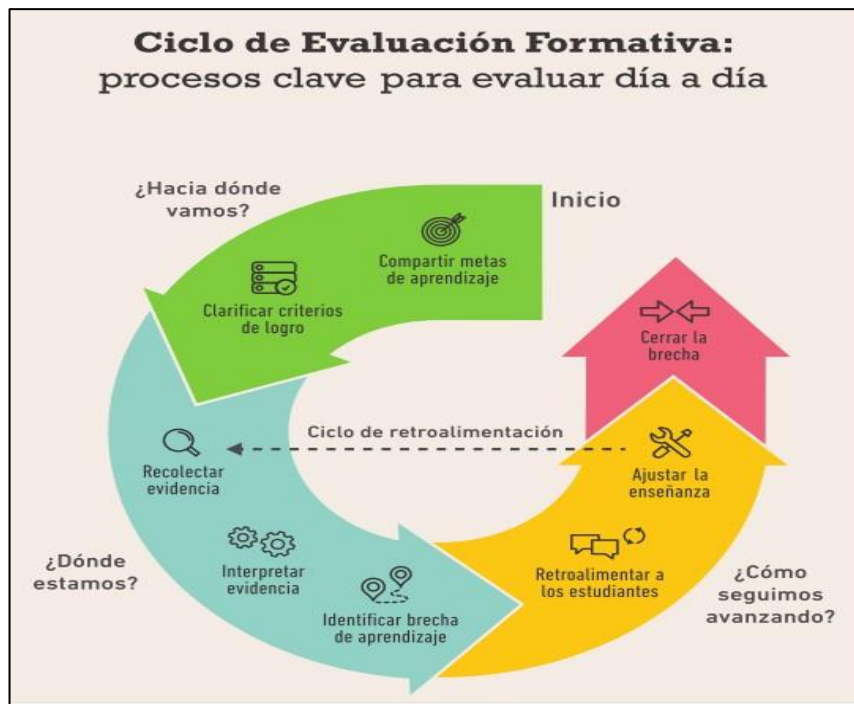 Ciclo de Evaluación Formativa:
procesos clave para evaluar día a día
¿Hacia dónde
vamos?
Inicio
Compartir metas
de aprendizaje
Clarificar criterios
de logro
Cerrar la
brecha
Ciclo de retroalimentación
Recolectar
evidencia
Ajustar la
enseñanza
¿Dónde
estamos?
Interpretar
evidencia
Identificar brecha
de aprendizaje
Retroalimentar a
los estudiantes
¿Cómo
seguimos
avanzando?